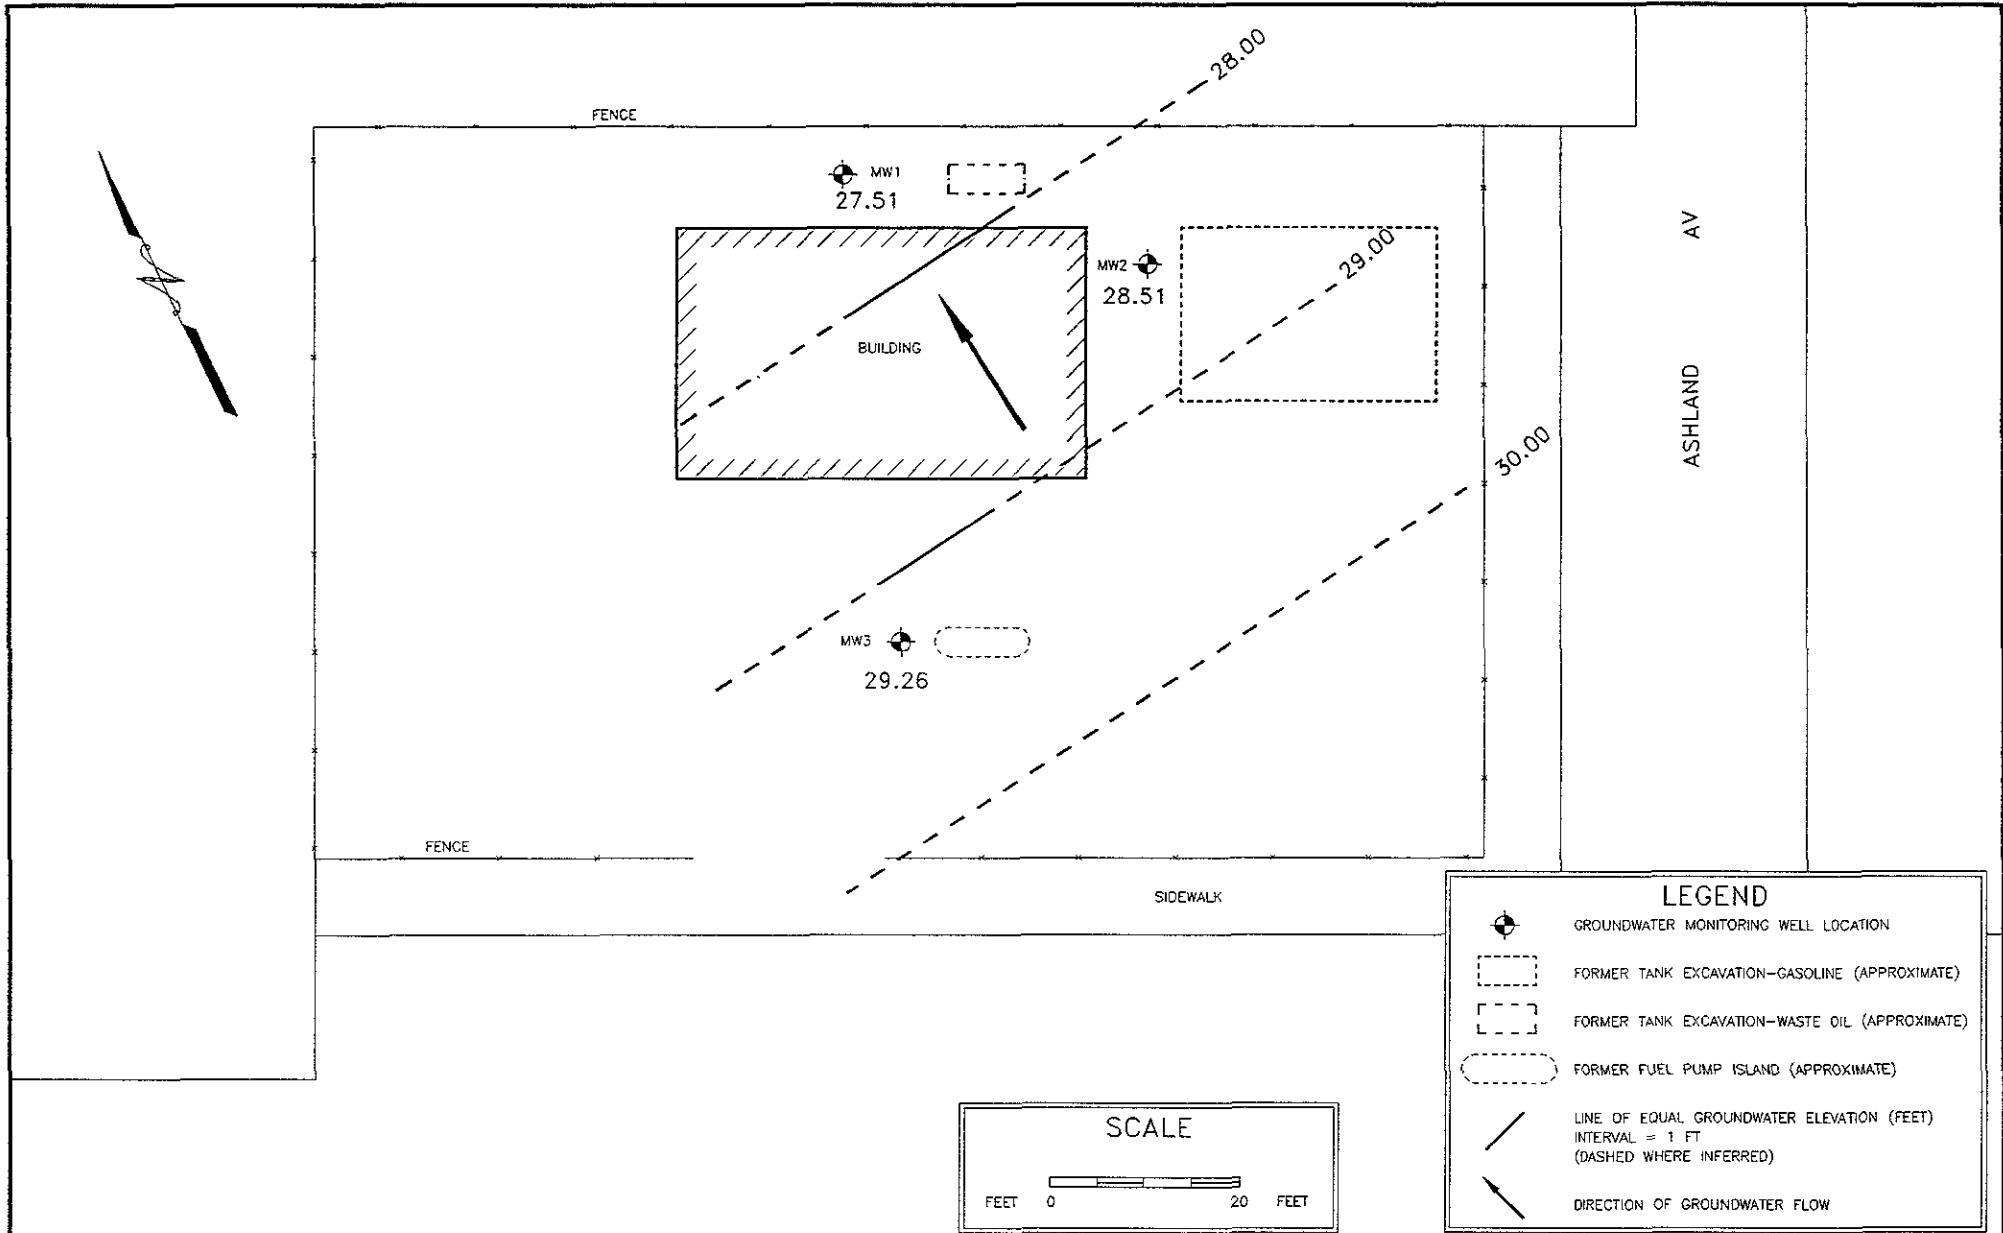 28.00
FENCE
MW1
27.51
MW2
28.51
29.00
BUILDING
ASHLAND AV
30.00
MW3
29.26
FENCE
SIDEWALK
LEGEND
GROUNDWATER MONITORING WELL LOCATION
FORMER TANK EXCAVATION-GASOLINE (APPROXIMATE)
FORMER TANK EXCAVATION-WASTE OIL (APPROXIMATE)
FORMER FUEL PUMP ISLAND (APPROXIMATE)
LINE OF EQUAL GROUNDWATER ELEVATION (FEET)
INTERVAL = 1 FT
(DASHED WHERE INFERRED)
DIRECTION OF GROUNDWATER FLOW
SCALE
FEET 0 20 FEET